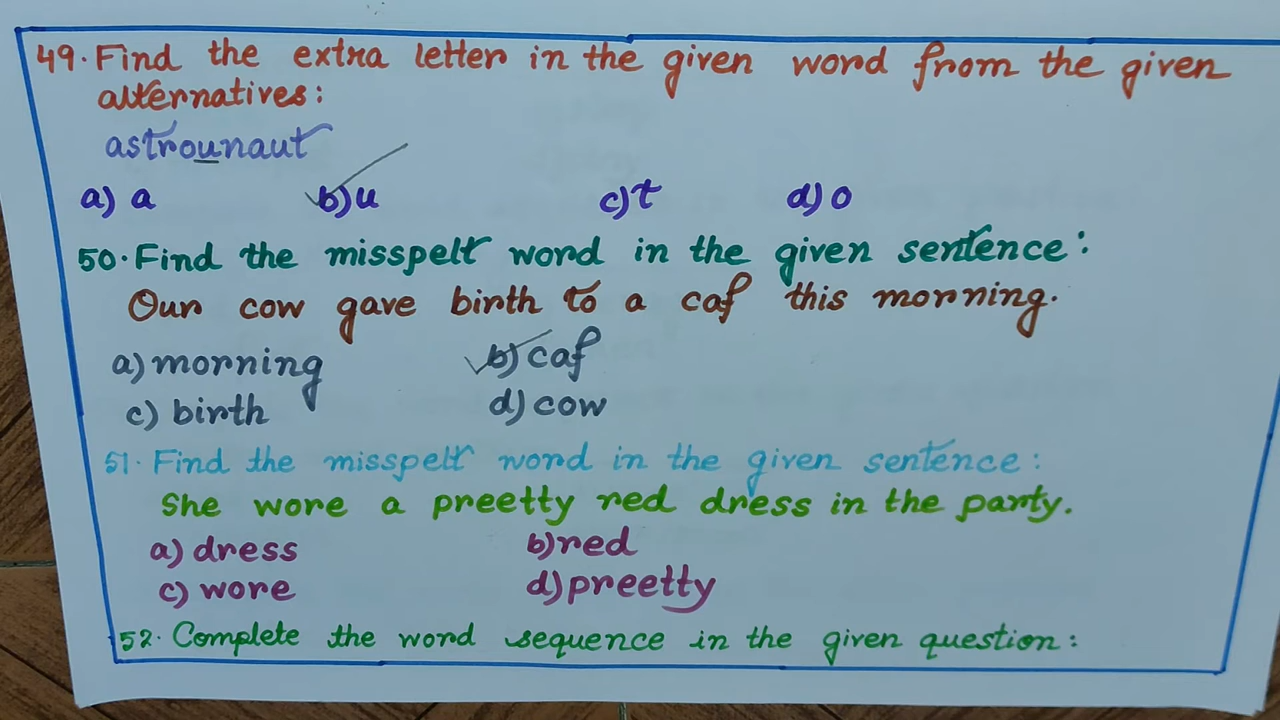 49. Find the extra letter in the given word from the given
alternatives:
astrounaut
a) a b) u c) t d) o
50. Find the misspelt word in the given sentence:
Our cow gave birth to a caf this morning.
a) morning b) caf
c) birth d) cow
51. Find the misspelt word in the given sentence:
She wore a preetty red dress in the party.
a) dress b) red
c) wore d) preetty
52. Complete the word sequence in the given question: